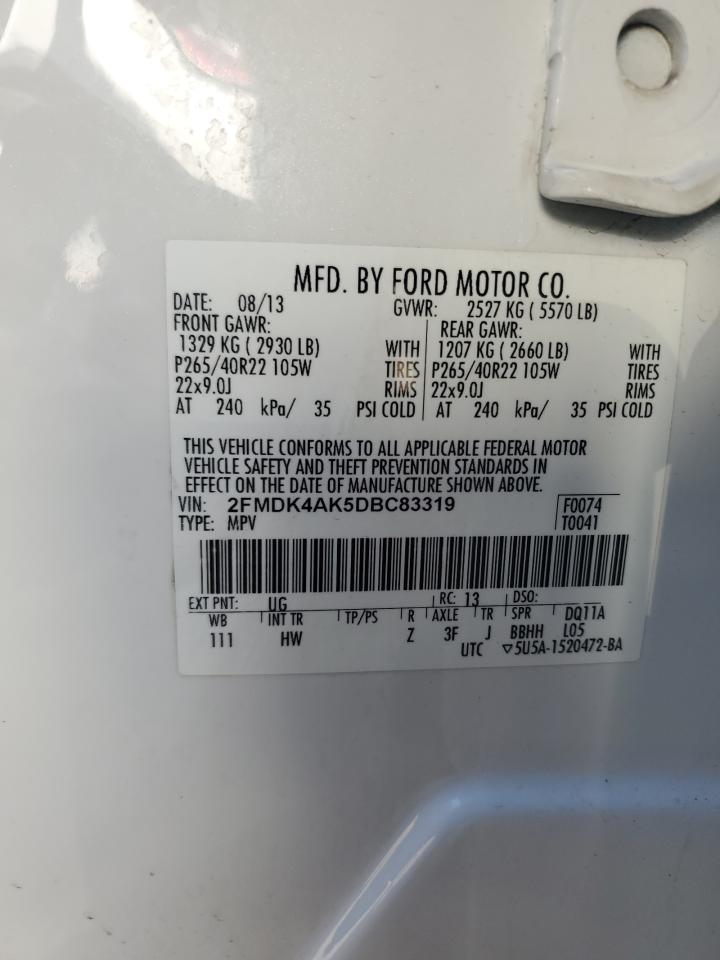 MFD. BY FORD MOTOR CO.
DATE: 08/13 GVWR: 2527 KG ( 5570 LB)
FRONT GAWR: REAR GAWR:
1329 KG ( 2930 LB) WITH 1207 KG ( 2660 LB) WITH
P265/40R22 105W TIRES P265/40R22 105W TIRES
22x9.0J RIMS 22x9.0J RIMS
AT 240 kPa/ 35 PSI COLD AT 240 kPa/ 35 PSI COLD
THIS VEHICLE CONFORMS TO ALL APPLICABLE FEDERAL MOTOR
VEHICLE SAFETY AND THEFT PREVENTION STANDARDS IN
EFFECT ON THE DATE OF MANUFACTURE SHOWN ABOVE.
VIN: 2FMDK4AK5DBC83319 F0074
TYPE: MPV T0041
EXT PNT: UG RC: 13 DSO:
WB INT TR TP/PS R AXLE TR SPR DQ11A
111 HW Z 3F J BBHH L05
UTC ▽5U5A-1520472-BA